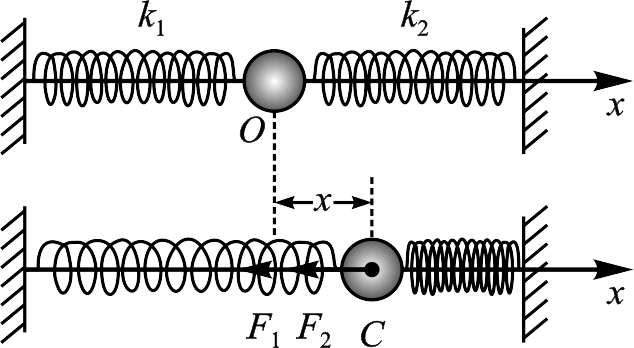 k₁ k₂
O x
x
F₁ F₂ C x